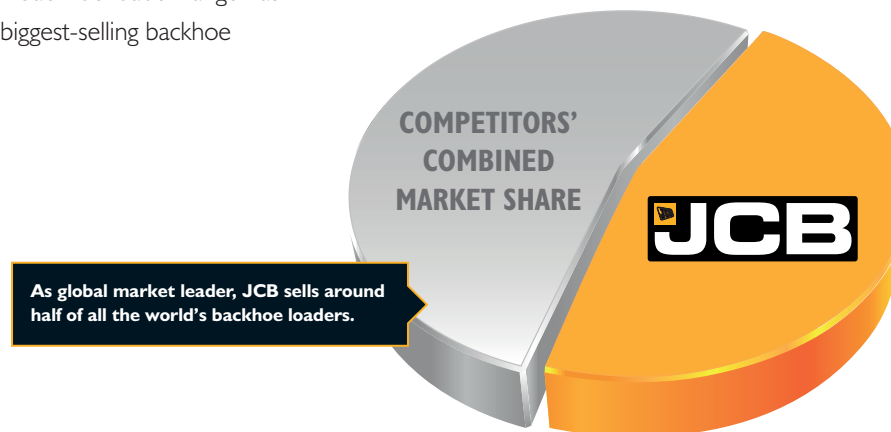 biggest-selling backhoe
COMPETITORS’
COMBINED
MARKET SHARE
JCB
As global market leader, JCB sells around
half of all the world’s backhoe loaders.